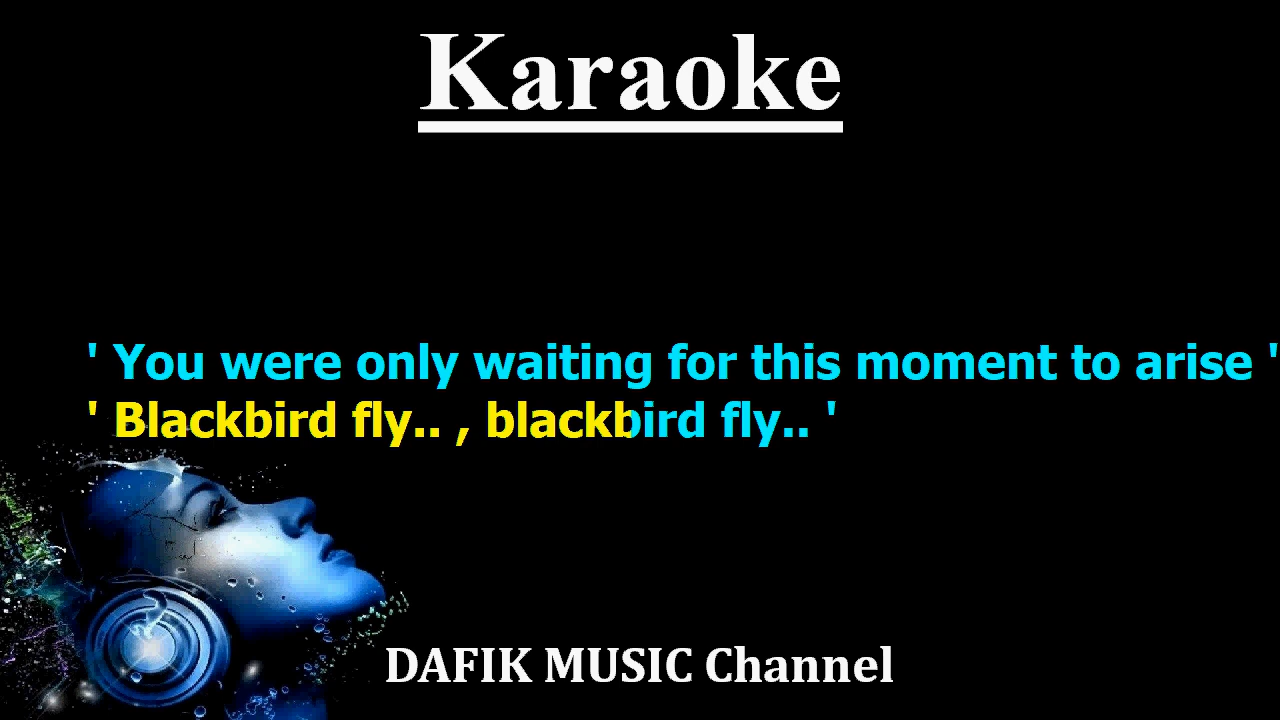 Karaoke
' You were only waiting for this moment to arise '
' Blackbird fly.. , blackbird fly.. '
DAFIK MUSIC Channel